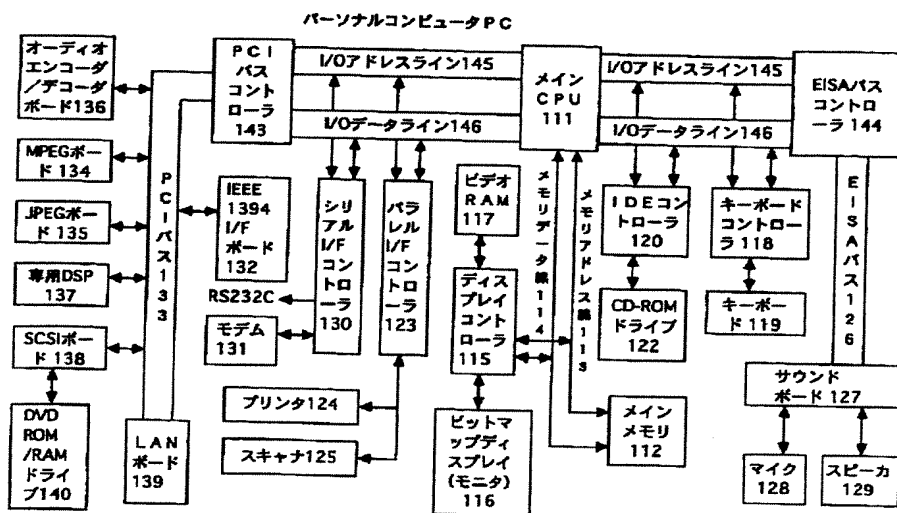 パーソナルコンピュータPC
オーディオ
エンコーダ
/デコーダ
ボード136
MPEGボー
ド 134
JPEGボー
ド 135
専用DSP
137
SCSIボー
ド 138
DVD
ROM
/RAM
ドライ
ブ140
PCIバス133
LAN
ボード
139
PCI
バス
コント
ローラ
143
I/Oアドレスライン145
I/Oデータライン146
IEEE
1394
I/F
ボード
132
RS232C
モデム
131
シリアルI/Fコントローラ
130
パラレルI/Fコントローラ
123
プリンタ124
スキャナ125
メイン
CPU
111
ビデオ
RAM
117
ディス
プレイ
コント
ローラ
115
ビットマ
ップディ
スプレイ
(モニタ)
116
メモリデータ線114
メモリアドレス線113
メイン
メモリ
112
I/Oアドレスライン145
I/Oデータライン146
IDEコン
トローラ
120
CD-ROM
ドライブ
122
キーボード
コントロー
ラ 118
キーボー
ド 119
EISAバス
コントロ
ーラ 144
EISAバス126
サウンド
ボード 127
マイク
128
スピーカ
129